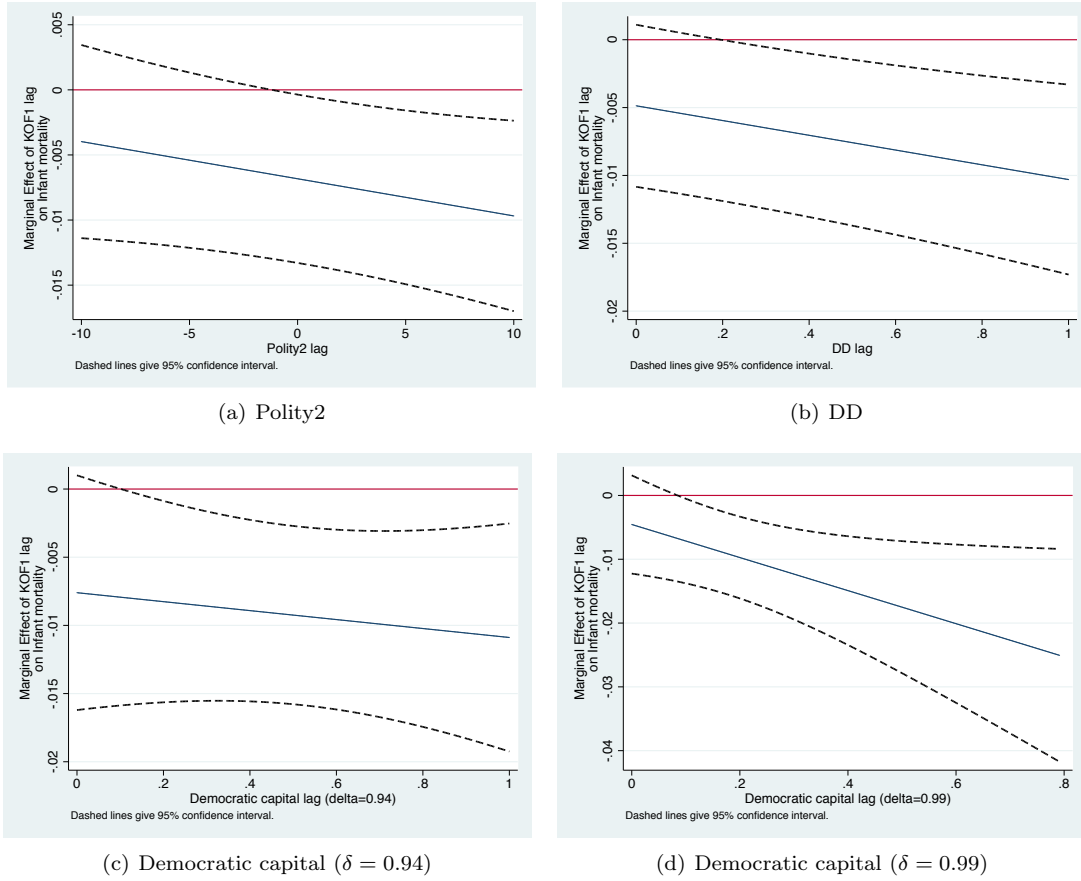 Marginal Effect of KOF1 lag
on Infant mortality
.005
0
-.005
-.01
-.015
-10 -5 0 5 10
Polity2 lag
Dashed lines give 95% confidence interval.
(a) Polity2
Marginal Effect of KOF1 lag
on Infant mortality
0
-.005
-.01
-.015
-.02
0 .2 .4 .6 .8 1
DD lag
Dashed lines give 95% confidence interval.
(b) DD
Marginal Effect of KOF1 lag
on Infant mortality
0
-.005
-.01
-.015
-.02
0 .2 .4 .6 .8 1
Democratic capital lag (delta=0.94)
Dashed lines give 95% confidence interval.
(c) Democratic capital (δ = 0.94)
Marginal Effect of KOF1 lag
on Infant mortality
0
-.01
-.02
-.03
-.04
0 .2 .4 .6 .8
Democratic capital lag (delta=0.99)
Dashed lines give 95% confidence interval.
(d) Democratic capital (δ = 0.99)